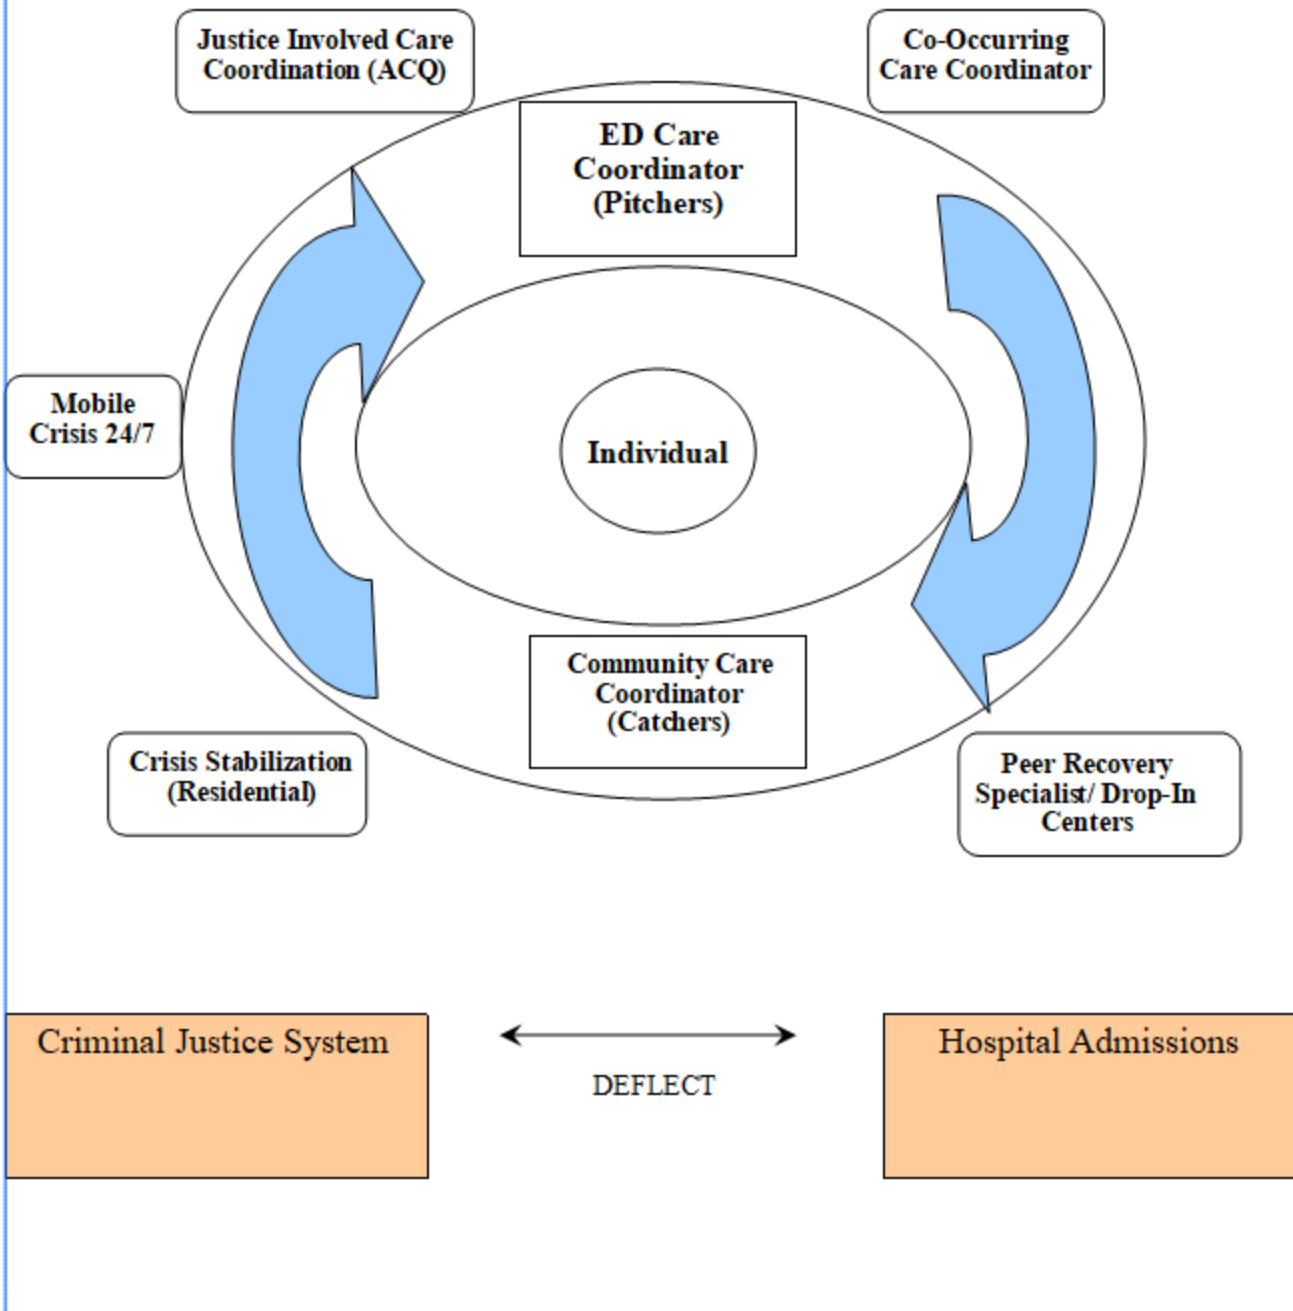 Justice Involved Care
Coordination (ACQ)
Co-Occurring
Care Coordinator
ED Care
Coordinator
(Pitchers)
Mobile
Crisis 24/7
Individual
Community Care
Coordinator
(Catchers)
Crisis Stabilization
(Residential)
Peer Recovery
Specialist/ Drop-In
Centers
Criminal Justice System
DEFLECT
Hospital Admissions